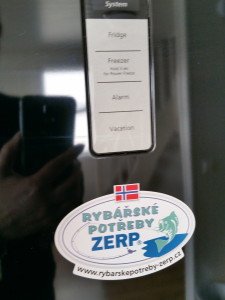 System
Fridge
Freezer
Hold 3 sec
for Power Freeze
Alarm
Vacation
RYBÁŘSKÉ
POTŘEBY
ZERP
www.rybarskepotreby-zerp.cz